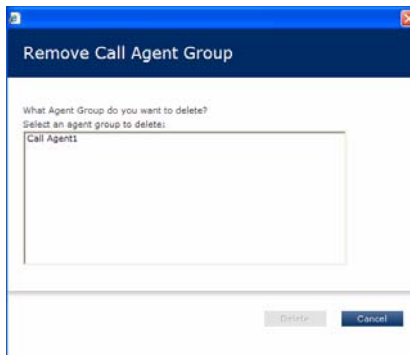 Remove Call Agent Group
What Agent Group do you want to delete?
Select an agent group to delete:
Call Agent1
Delete Cancel